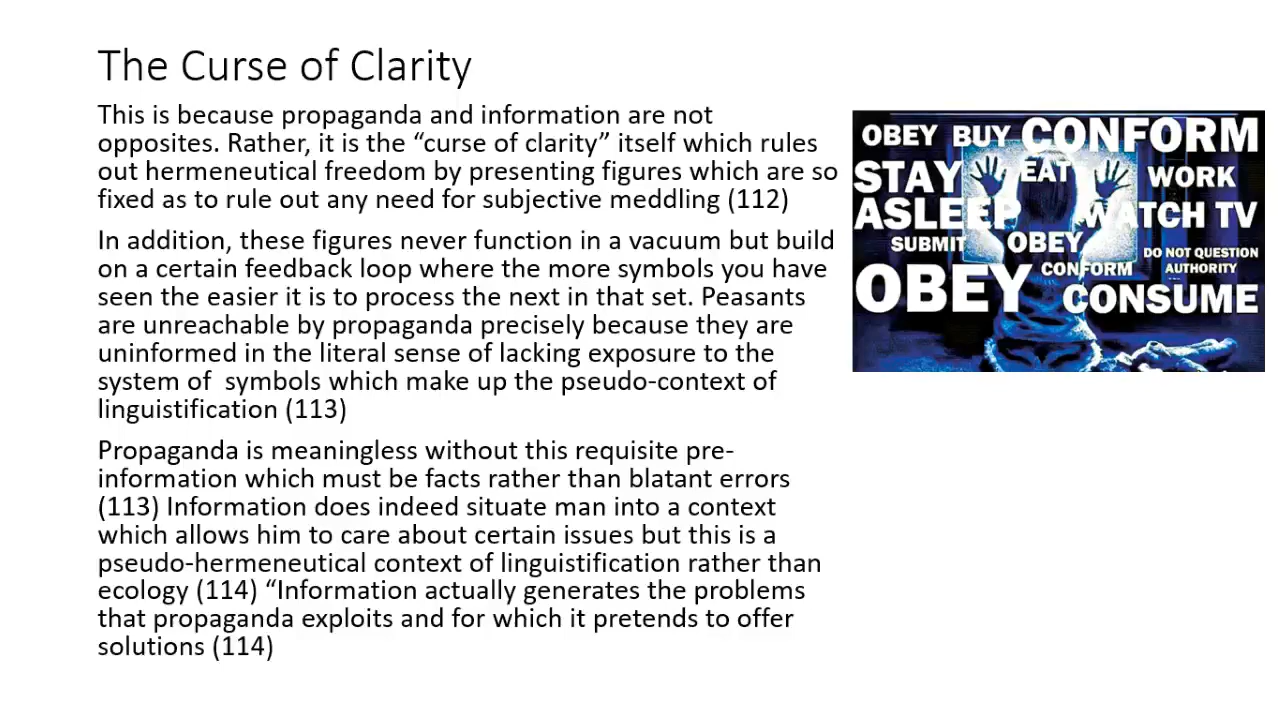 The Curse of Clarity
This is because propaganda and information are not
opposites. Rather, it is the “curse of clarity” itself which rules
out hermeneutical freedom by presenting figures which are so
fixed as to rule out any need for subjective meddling (112)
In addition, these figures never function in a vacuum but build
on a certain feedback loop where the more symbols you have
seen the easier it is to process the next in that set. Peasants
are unreachable by propaganda precisely because they are
uninformed in the literal sense of lacking exposure to the
system of  symbols which make up the pseudo-context of
linguistification (113)
Propaganda is meaningless without this requisite pre-
information which must be facts rather than blatant errors
(113) Information does indeed situate man into a context
which allows him to care about certain issues but this is a
pseudo-hermeneutical context of linguistification rather than
ecology (114) “Information actually generates the problems
that propaganda exploits and for which it pretends to offer
solutions (114)
OBEY BUY CONFORM
STAY EAT WORK
ASLEEP WATCH TV
SUBMIT OBEY DO NOT QUESTION
CONFORM AUTHORITY
OBEY CONSUME